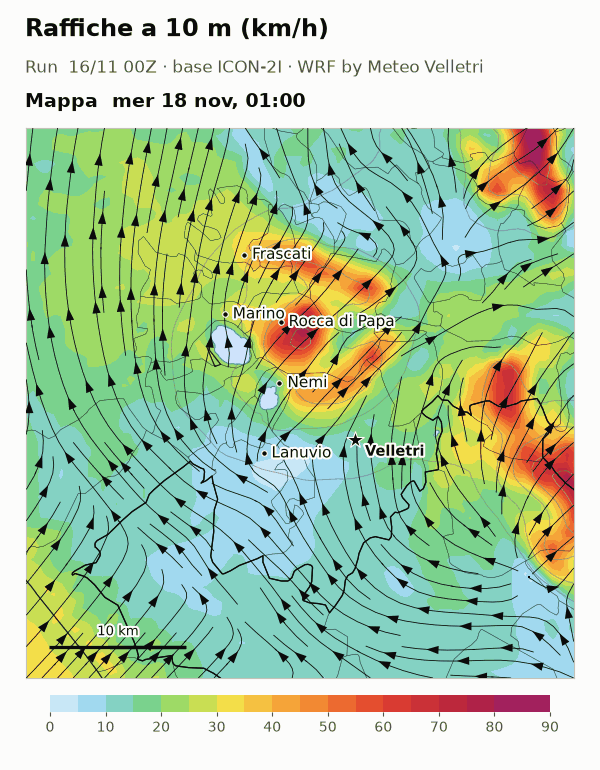 Raffiche a 10 m (km/h)
Run  16/11 00Z · base ICON-2I · WRF by Meteo Velletri
Mappa  mer 18 nov, 01:00
Frascati
Marino
Rocca di Papa
Nemi
Lanuvio
Velletri
10 km
0 10 20 30 40 50 60 70 80 90